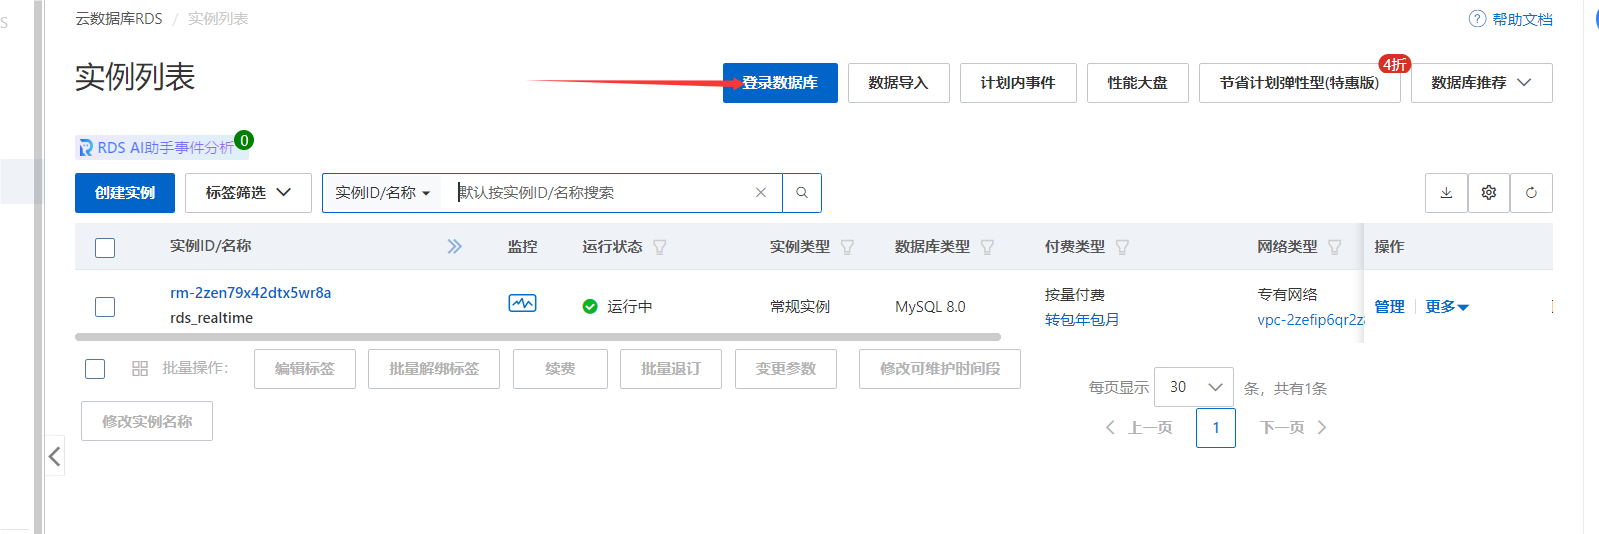 云数据库RDS / 实例列表
帮助文档
实例列表
登录数据库 数据导入 计划内事件 性能大盘 节省计划弹性型(特惠版) 4折 数据库推荐
RDS AI助手事件分析 0
创建实例 标签筛选 实例ID/名称 默认按实例ID/名称搜索
实例ID/名称 监控 运行状态 实例类型 数据库类型 付费类型 网络类型 操作
rm-2zen79x42dtx5wr8a
rds_realtime
运行中 常规实例 MySQL 8.0
按量付费
转包年包月
专有网络
vpc-2zefip6qr2z
管理 更多
批量操作： 编辑标签 批量解绑标签 续费 批量退订 变更参数 修改可维护时间段
修改实例名称
每页显示 30 条，共有1条
上一页 1 下一页